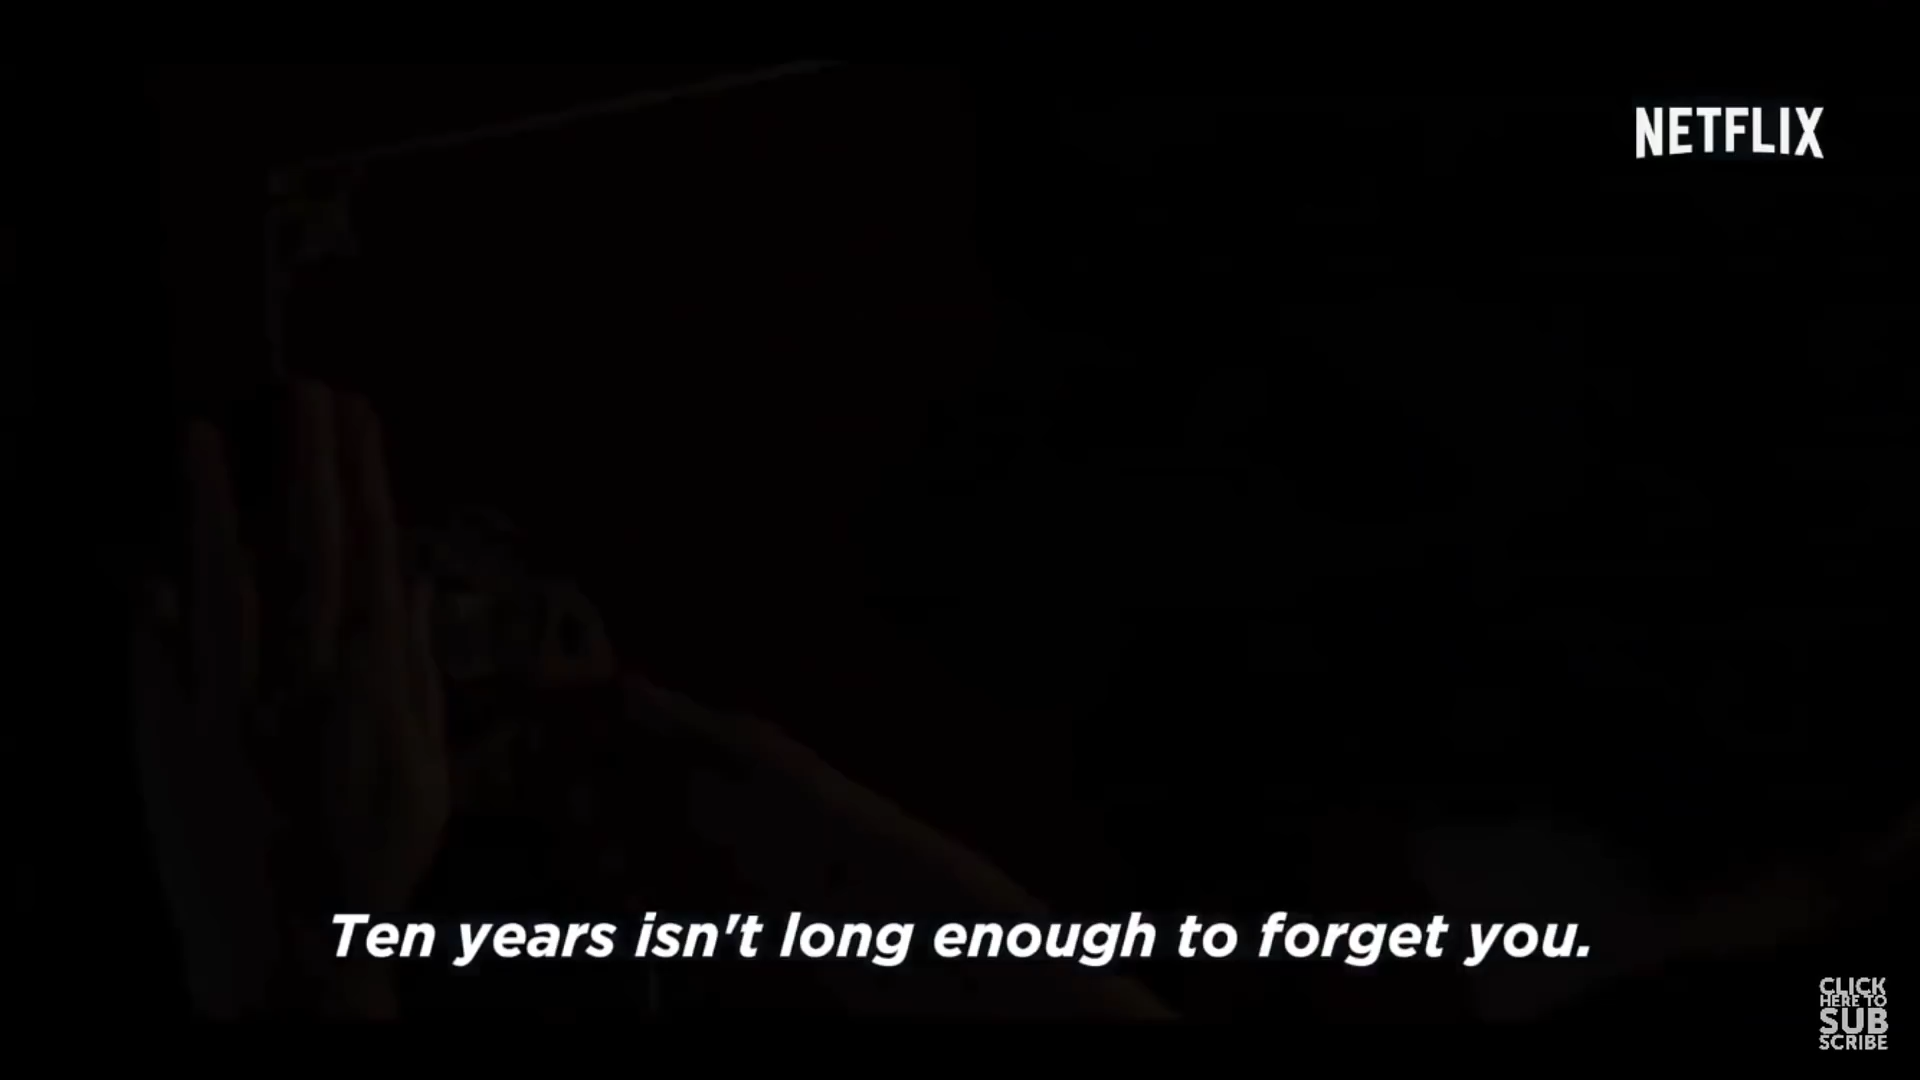 NETFLIX
Ten years isn't long enough to forget you.
CLICK
HERE TO
SUB
SCRIBE